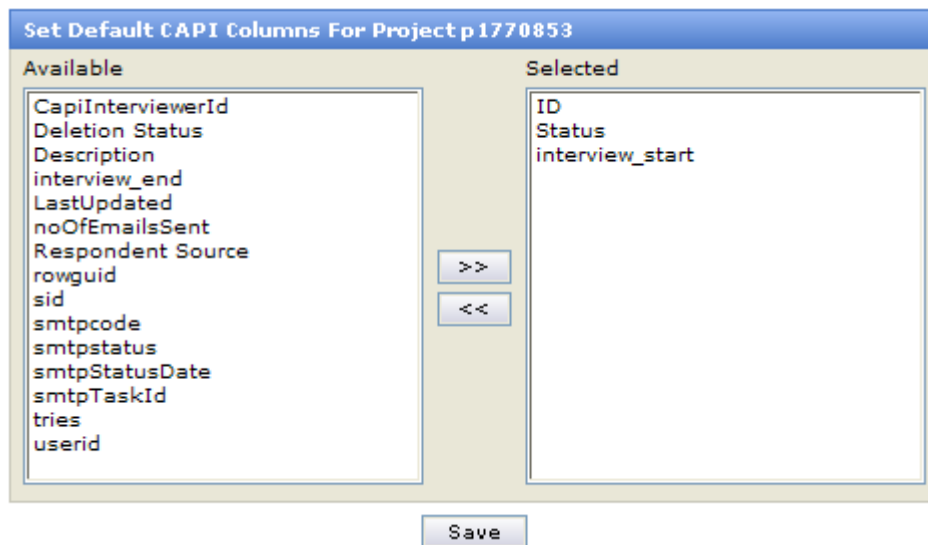 Set Default CAPI Columns For Project p1770853
Available
Selected
CapiInterviewerId
Deletion Status
Description
interview_end
LastUpdated
noOfEmailsSent
Respondent Source
rowguid
sid
smtpcode
smtpstatus
smtpStatusDate
smtpTaskId
tries
userid
>>
<<
ID
Status
interview_start
Save